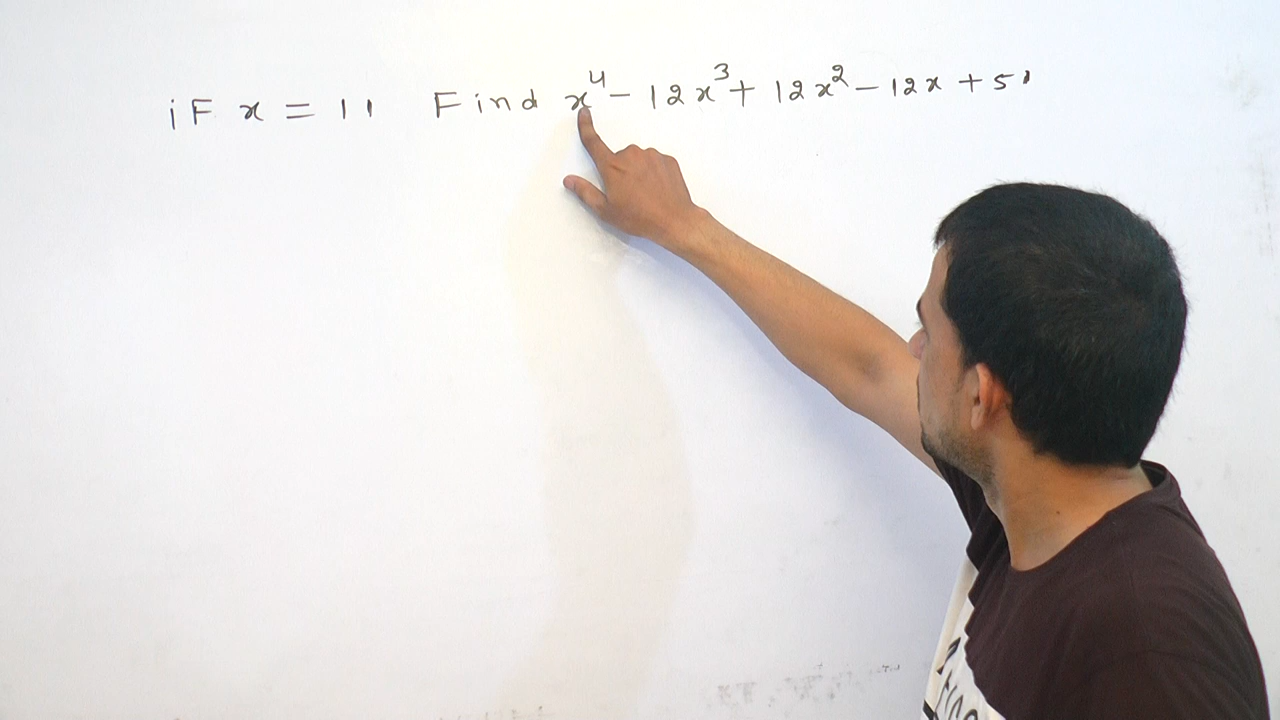 iF x = 11 Find x⁴ - 12x³ + 12x² - 12x + 51